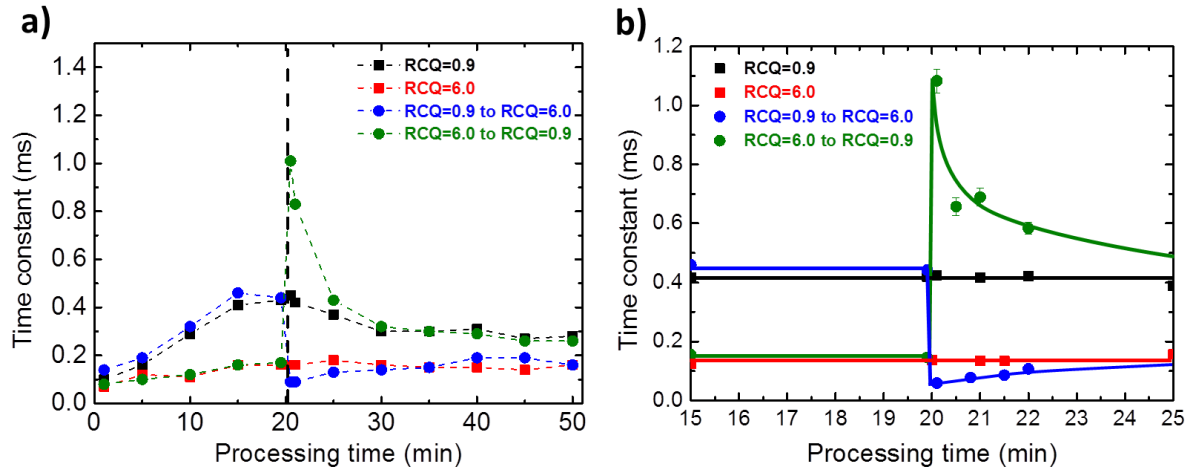 a)
1.4
1.2
1.0
0.8
0.6
0.4
0.2
0.0
Time constant (ms)
RCQ=0.9
RCQ=6.0
RCQ=0.9 to RCQ=6.0
RCQ=6.0 to RCQ=0.9
0 10 20 30 40 50
Processing time (min)
b)
1.2
1.0
0.8
0.6
0.4
0.2
0.0
Time constant (ms)
RCQ=0.9
RCQ=6.0
RCQ=0.9 to RCQ=6.0
RCQ=6.0 to RCQ=0.9
15 16 17 18 19 20 21 22 23 24 25
Processing time (min)